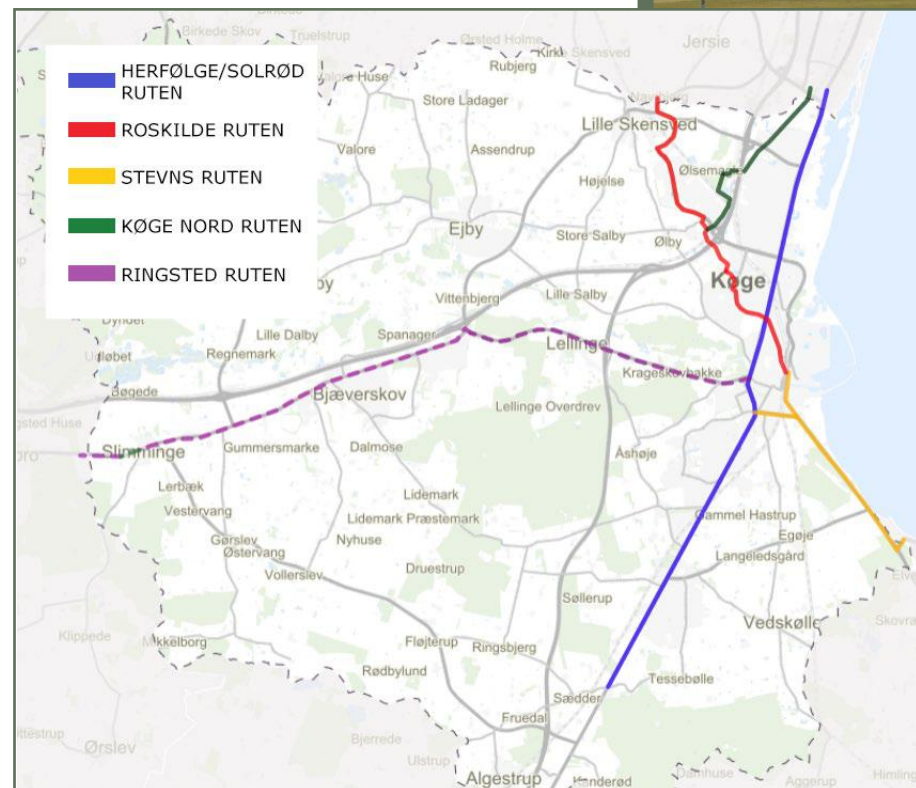 HERFØLGE/SOLRØD
RUTEN
ROSKILDE RUTEN
STEVNS RUTEN
KØGE NORD RUTEN
RINGSTED RUTEN
Birkede Skov
Truelstrup
Ørsted Holme
Jersie
Kirke Skensved
Rubjerg
Valore Huse
Store Ladager
Lille Skensved
Valore
Assendrup
Ølsemagle
Højelse
Ejby
Store Salby
Ølby
Køge
Vittenbjerg
Lille Salby
Lille Dalby
Spanager
Regnemark
Lellinge
Krageskovbakke
Bøgede
Bjæverskov
Lellinge Overdrev
Slimminge
Gummersmarke
Dalmose
Åshøje
Lerbæk
Lidemark
Vestervang
Lidemark Præstemark
Gammel Hastrup
Egøje
Gørslev
Nyhuse
Østervang
Langeledsgård
Vollerslev
Druestrup
Søllerup
Vedskølle
Klippede
Mikkelborg
Fløjterup
Ringsbjerg
Rødbylund
Tessebølle
Sædder
Fruedal
Ørslev
Bjerrede
Ulstrup
Algestrup
Kanderød
Damhuse
Aggerup